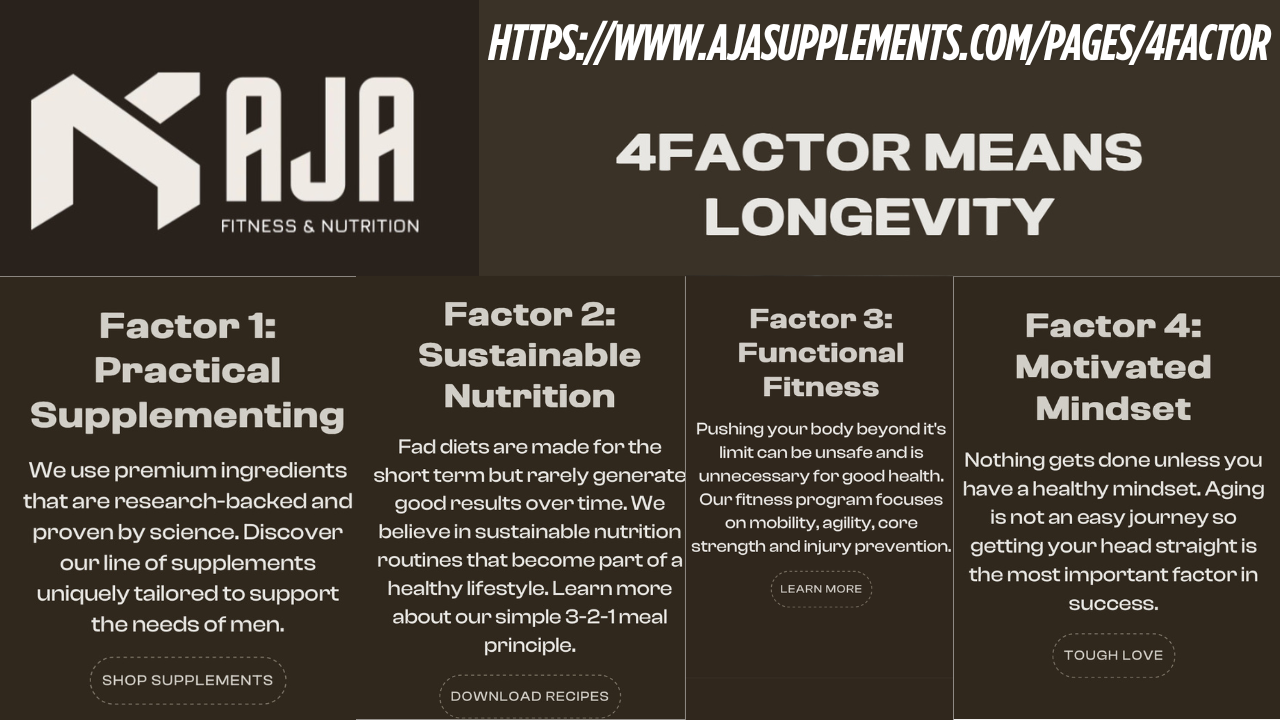 HTTPS://WWW.AJASUPPLEMENTS.COM/PAGES/4FACTOR
AJA
FITNESS & NUTRITION
4FACTOR MEANS
LONGEVITY
Factor 1:
Practical
Supplementing
We use premium ingredients
that are research-backed and
proven by science. Discover
our line of supplements
uniquely tailored to support
the needs of men.
SHOP SUPPLEMENTS
Factor 2:
Sustainable
Nutrition
Fad diets are made for the
short term but rarely generate
good results over time. We
believe in sustainable nutrition
routines that become part of a
healthy lifestyle. Learn more
about our simple 3-2-1 meal
principle.
DOWNLOAD RECIPES
Factor 3:
Functional
Fitness
Pushing your body beyond it's
limit can be unsafe and is
unnecessary for good health.
Our fitness program focuses
on mobility, agility, core
strength and injury prevention.
LEARN MORE
Factor 4:
Motivated
Mindset
Nothing gets done unless you
have a healthy mindset. Aging
is not an easy journey so
getting your head straight is
the most important factor in
success.
TOUGH LOVE